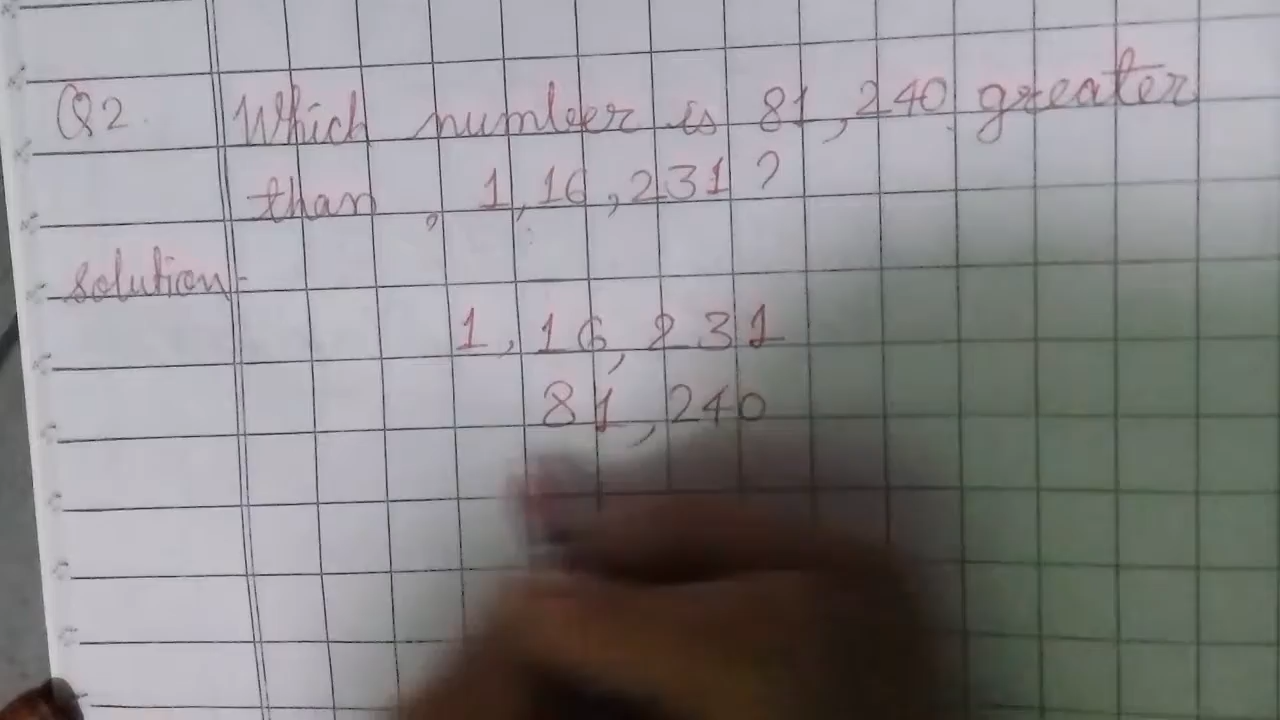 Q2. Which number is 81,240 greater
than, 1,16,231?
Solution-
1,16,231
81,240